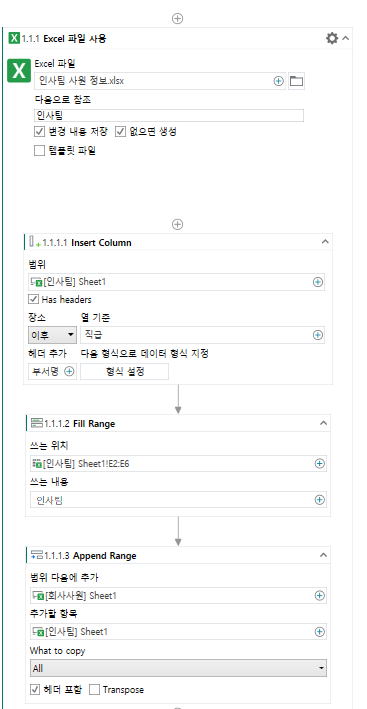 1.1.1 Excel 파일 사용
Excel 파일
인사팀 사원 정보.xlsx
다음으로 참조
인사팀
변경 내용 저장 없으면 생성
템플릿 파일
1.1.1.1 Insert Column
범위
[인사팀] Sheet1
Has headers
장소 열 기준
이후 직급
헤더 추가 다음 형식으로 데이터 형식 지정
부서명 형식 설정
1.1.1.2 Fill Range
쓰는 위치
[인사팀] Sheet1!E2:E6
쓰는 내용
인사팀
1.1.1.3 Append Range
범위 다음에 추가
[회사사원] Sheet1
추가할 항목
[인사팀] Sheet1
What to copy
All
헤더 포함 Transpose